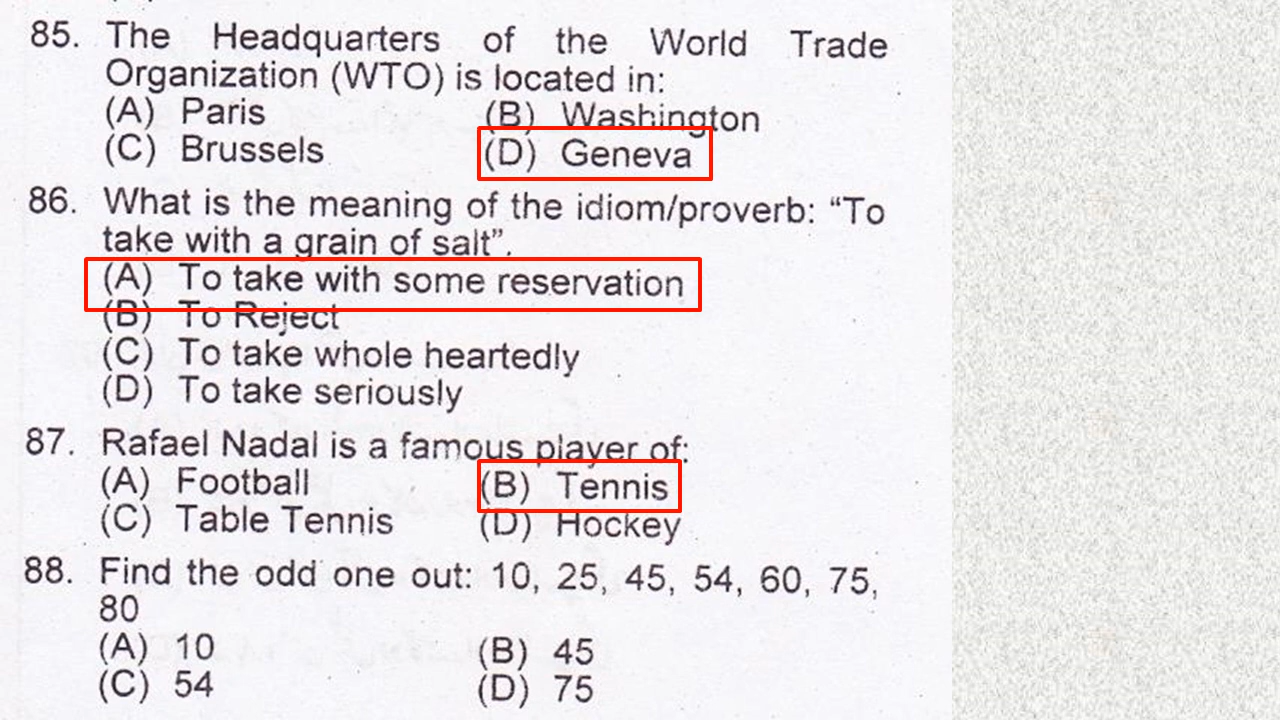 85. The Headquarters of the World Trade
Organization (WTO) is located in:
(A) Paris (B) Washington
(C) Brussels (D) Geneva
86. What is the meaning of the idiom/proverb: “To
take with a grain of salt”.
(A) To take with some reservation
(B) To Reject
(C) To take whole heartedly
(D) To take seriously
87. Rafael Nadal is a famous player of:
(A) Football (B) Tennis
(C) Table Tennis (D) Hockey
88. Find the odd one out: 10, 25, 45, 54, 60, 75,
80
(A) 10 (B) 45
(C) 54 (D) 75